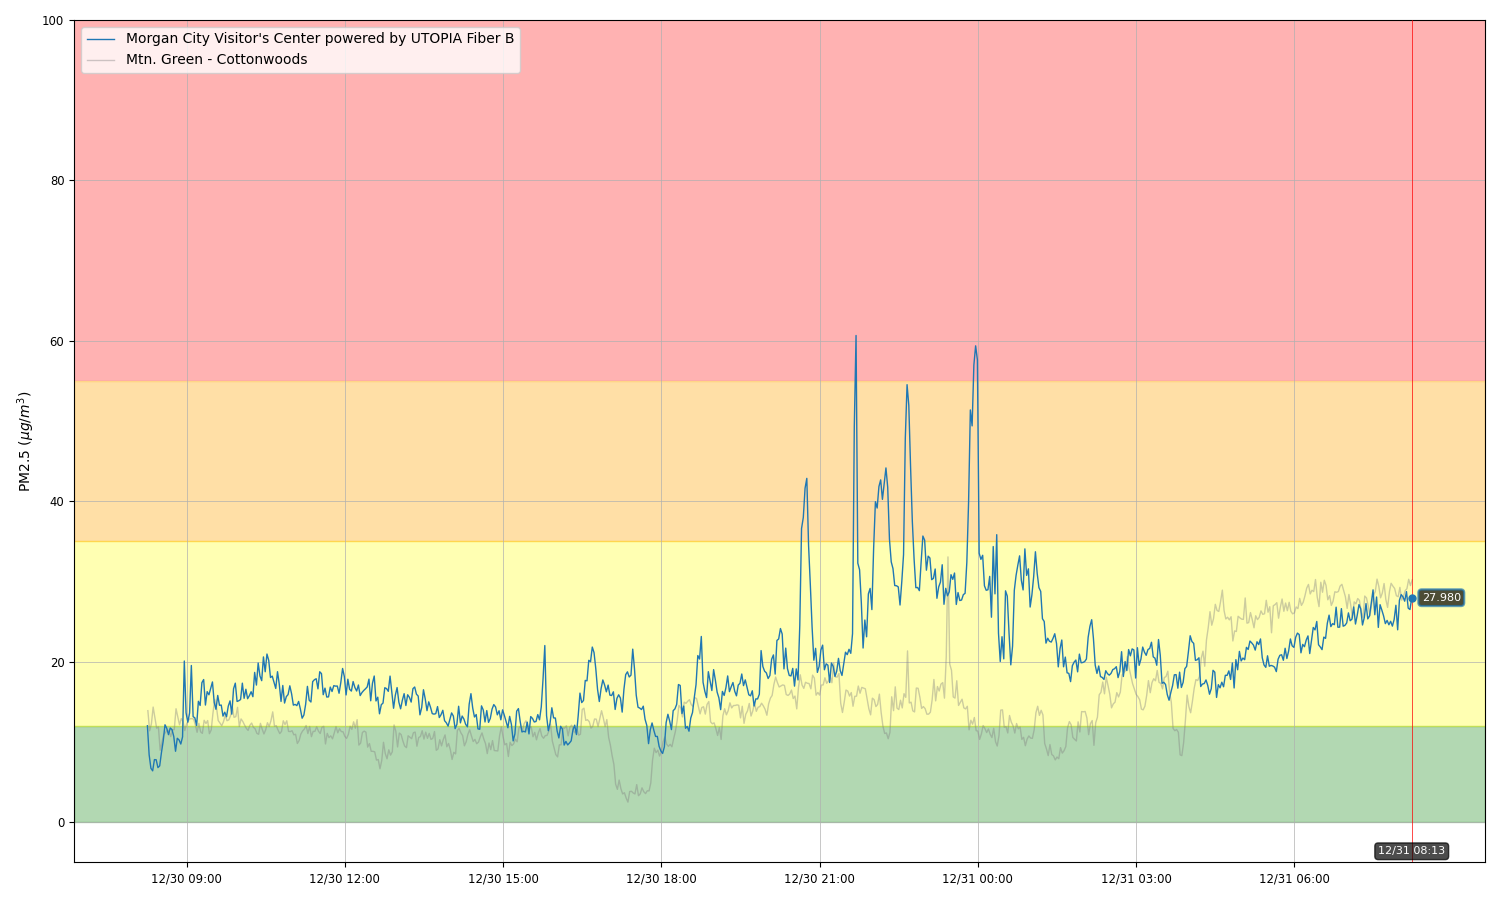 100
Morgan City Visitor's Center powered by UTOPIA Fiber B
Mtn. Green - Cottonwoods
80
60
PM2.5 (μg/m³)
40
27.980
20
0
12/31 08:13
12/30 09:00 12/30 12:00 12/30 15:00 12/30 18:00 12/30 21:00 12/31 00:00 12/31 03:00 12/31 06:00